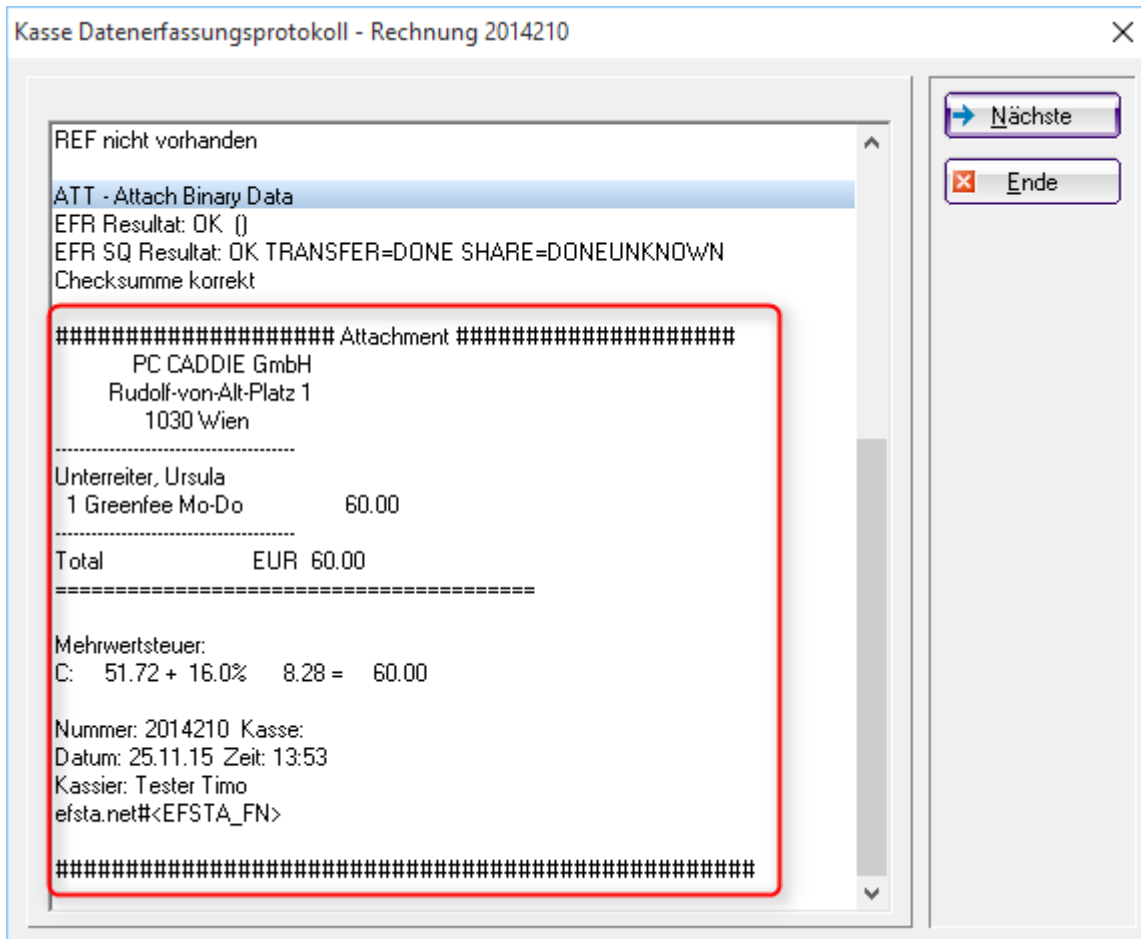 Kasse Datenerfassungsprotokoll - Rechnung 2014210
Nächste
Ende
REF nicht vorhanden
ATT - Attach Binary Data
EFR Resultat: OK ()
EFR SQ Resultat: OK TRANSFER=DONE SHARE=DONEUNKNOWN
Checksumme korrekt
#################### Attachment ####################
PC CADDIE GmbH
Rudolf-von-Alt-Platz 1
1030 Wien
----------------------------------------
Unterreiter, Ursula
1 Greenfee Mo-Do 60.00
----------------------------------------
Total EUR 60.00
========================================
Mehrwertsteuer:
C: 51.72 + 16.0% 8.28 = 60.00
Nummer: 2014210 Kasse:
Datum: 25.11.15 Zeit: 13:53
Kassier: Tester Timo
efsta.net#<EFSTA_FN>
##################################################